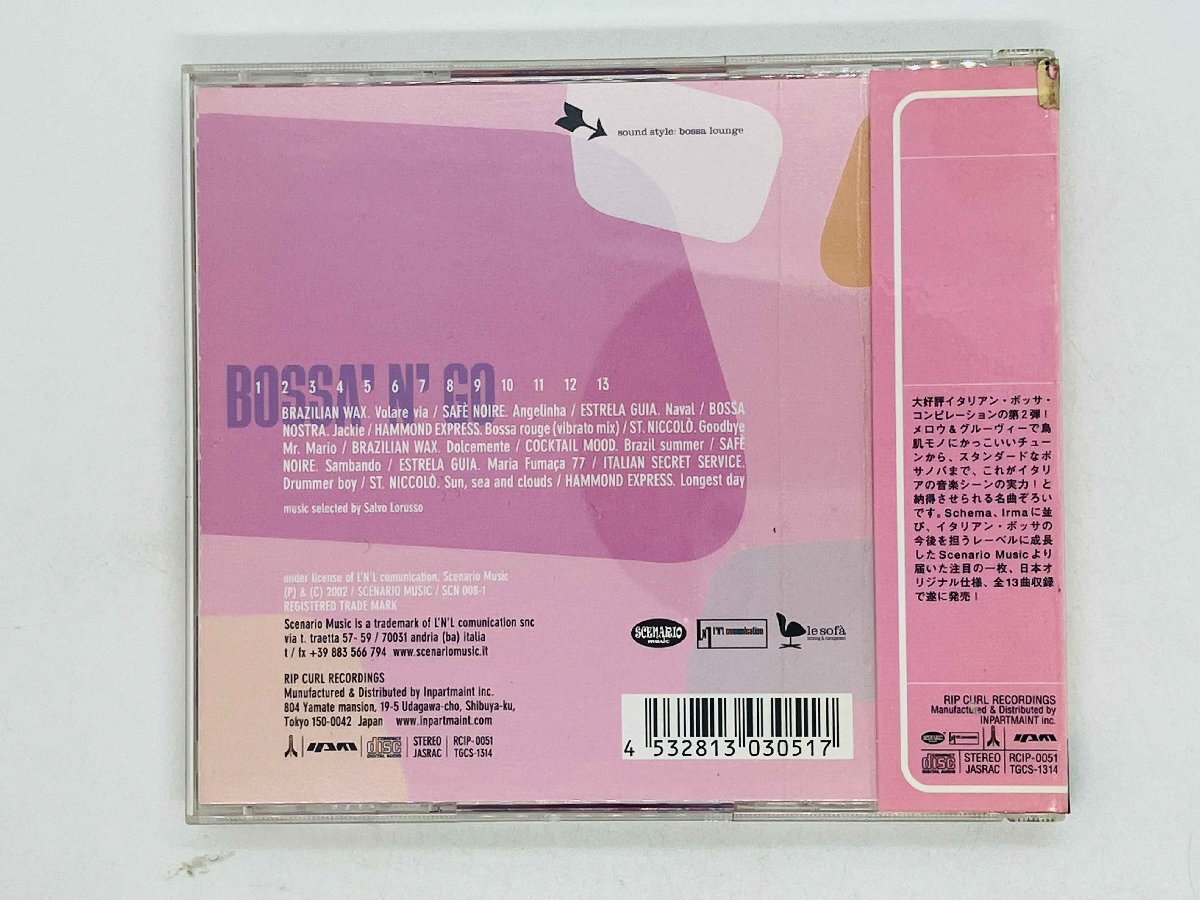 sound style: bossa lounge
BOSSA' N' GO
1 2 3 4 5 6 7 8 9 10 11 12 13
BRAZILIAN WAX. Volare via / SAFÈ NOIRE. Angelinha / ESTRELA GUIA. Naval / BOSSA
NOSTRA. Jackie / HAMMOND EXPRESS. Bossa rouge (vibrato mix) / ST. NICCOLÒ. Goodbye
Mr. Mario / BRAZILIAN WAX. Dolcemente / COCKTAIL MOOD. Brazil summer / SAFÈ
NOIRE. Sambando / ESTRELA GUIA. Maria Fumaça 77 / ITALIAN SECRET SERVICE.
Drummer boy / ST. NICCOLÒ. Sun, sea and clouds / HAMMOND EXPRESS. Longest day
music selected by Salvo Lorusso
under license of L'N'L comunication, Scenario Music
(P) & (C) 2002 / SCENARIO MUSIC / SCN 008-1
REGISTERED TRADE MARK
Scenario Music is a trademark of L'N'L comunication snc
via t. traetta 57- 59 / 70031 andria (ba) italia
t / fx +39 883 566 794 www.scenariomusic.it
SCENARIO MUSIC
l'n'l comunication
le sofà
RIP CURL RECORDINGS
Munufactured & Distributed by Inpartmaint inc.
804 Yamate mansion, 19-5 Udagawa-cho, Shibuya-ku,
Tokyo 150-0042 Japan www.inpartmaint.com
COMPACT disc DIGITAL AUDIO
STEREO
JASRAC
RCIP-0051
TGCS-1314
4 532813 030517
大好評イタリアン・ボッサ・
コンピレーションの第2弾！
メロウ&グルーヴィーで鳥
肌モノにかっこいいチュー
ンから、スタンダードなボ
サノバまで、これがイタリ
アの音楽シーンの実力！と
納得させられる名曲ぞろい
です。Schema、Irmaに並
び、イタリアン・ボッサの
今後を担うレーベルに成長
したScenario Musicより
届いた注目の一枚、日本オ
リジナル仕様、全13曲収録
で遂に発売！
RIP CURL RECORDINGS
Manufactured & Distributed by
INPARTMAINT inc.
COMPACT disc DIGITAL AUDIO
STEREO
JASRAC
RCIP-0051
TGCS-1314